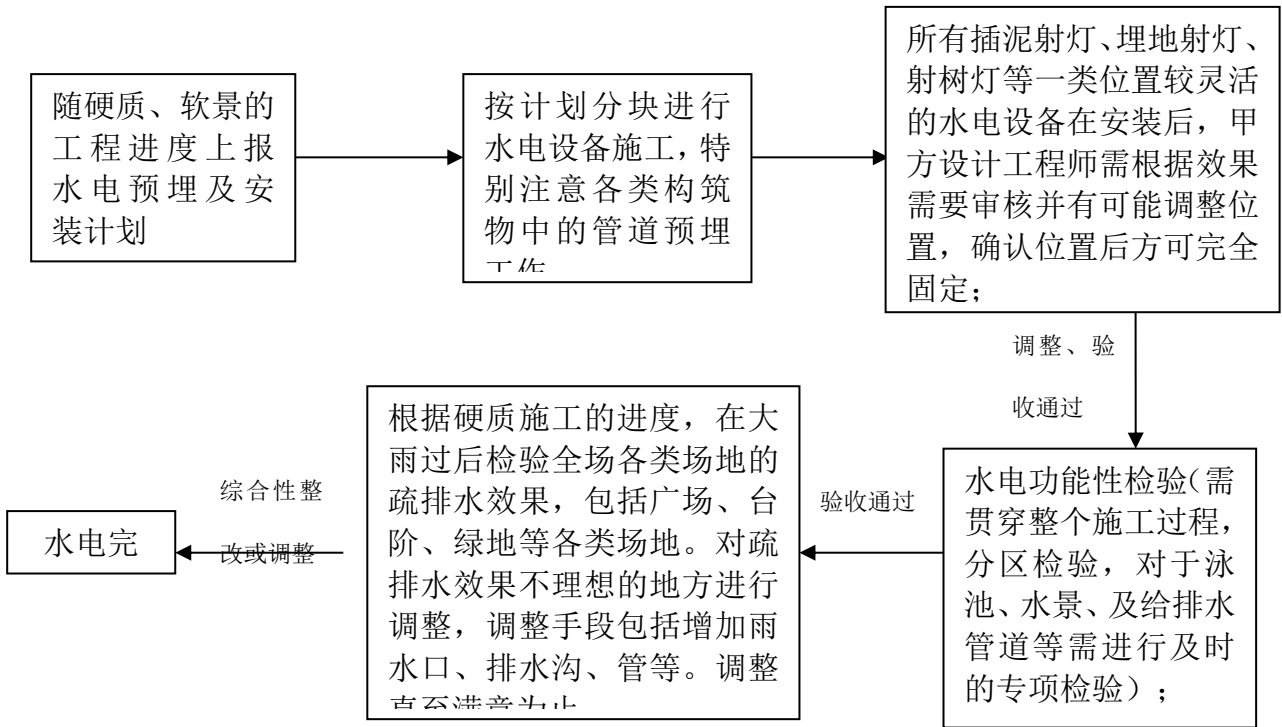 随硬质、软景的
工程进度上报
水电预埋及安
装计划
按计划分块进行
水电设备施工，特
别注意各类构筑
物中的管道预埋
工作
所有插泥射灯、埋地射灯、
射树灯等一类位置较灵活
的水电设备在安装后，甲
方设计工程师需根据效果
需要审核并有可能调整位
置，确认位置后方可完全
固定；
调整、验
收通过
水电功能性检验（需
贯穿整个施工过程，
分区检验，对于泳
池、水景、及给排水
管道等需进行及时
的专项检验）；
验收通过
根据硬质施工的进度，在大
雨过后检验全场各类场地的
疏排水效果，包括广场、台
阶、绿地等各类场地。对疏
排水效果不理想的地方进行
调整，调整手段包括增加雨
水口、排水沟、管等。调整
直至满意为止
综合性整
改或调整
水电完